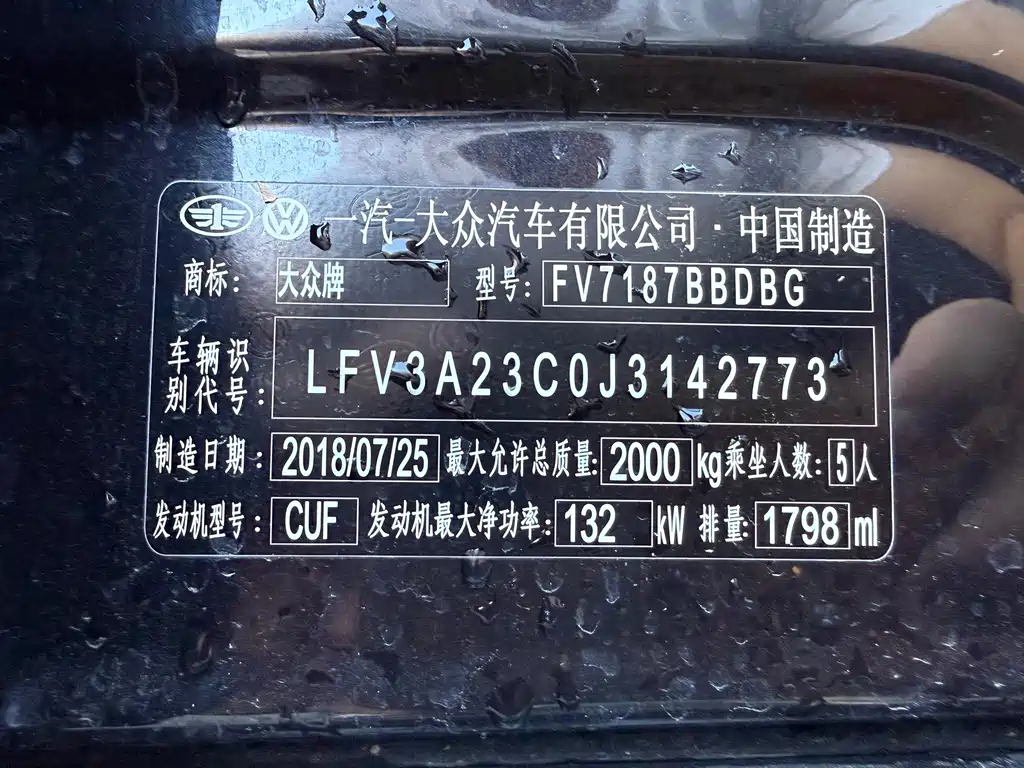 一汽-大众汽车有限公司·中国制造
商标: 大众牌 型号: FV7187BBDBG
车辆识别代号: LFV3A23C0J3142773
制造日期: 2018/07/25 最大允许总质量: 2000 kg 乘坐人数: 5人
发动机型号: CUF 发动机最大净功率: 132 kW 排量: 1798 ml